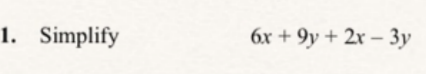 1. Simplify 6x + 9y + 2x – 3y